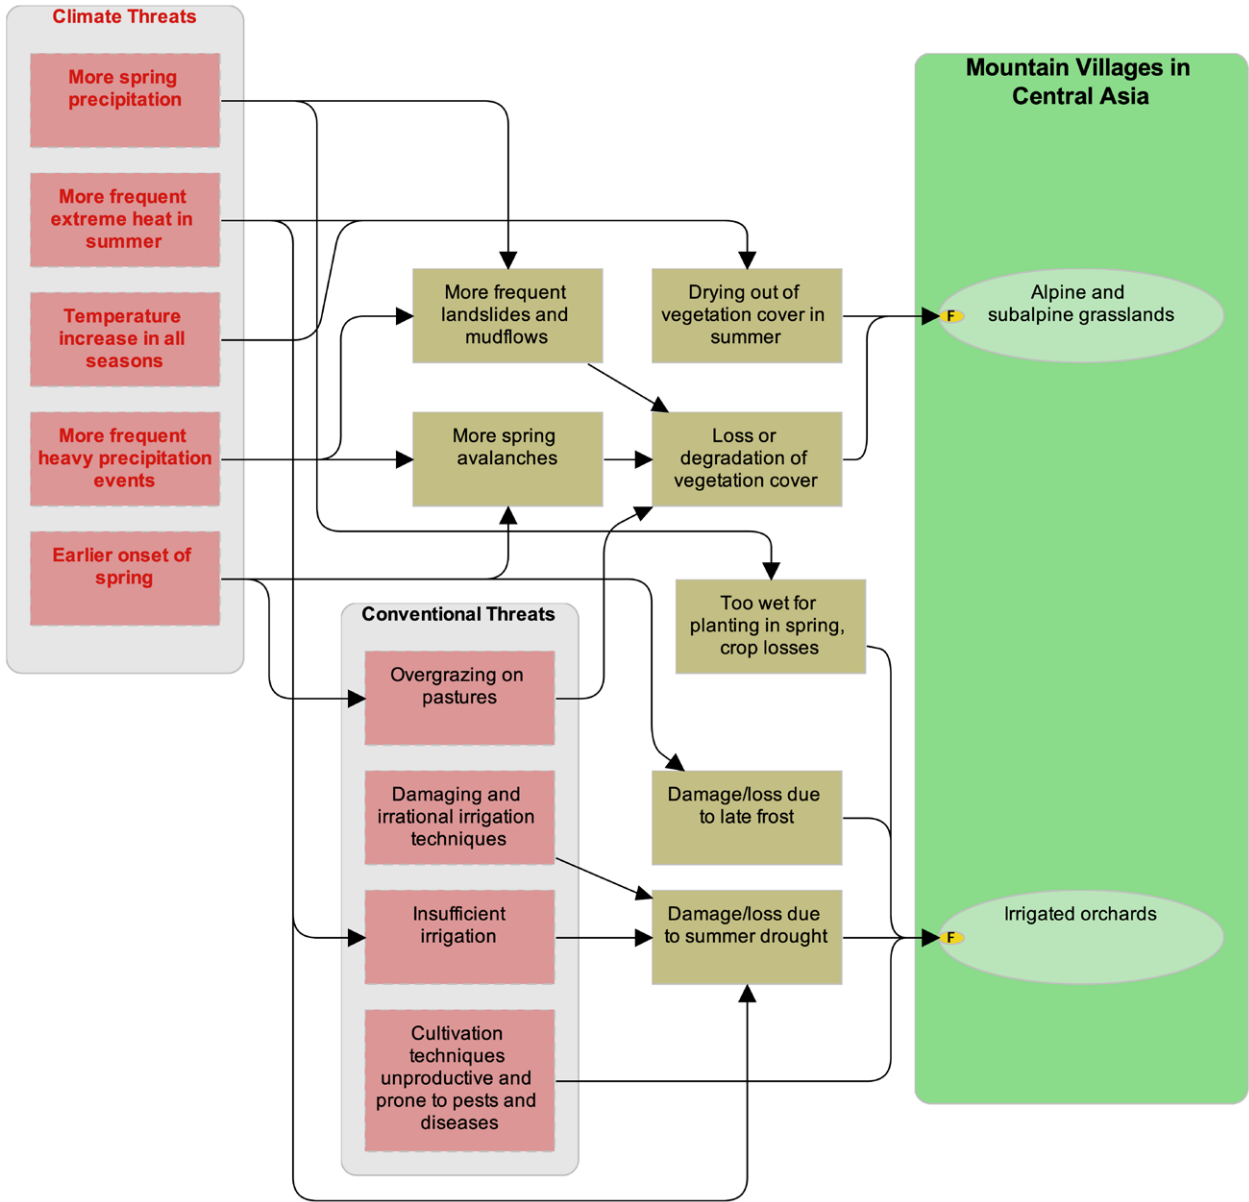 Climate Threats
More spring
precipitation
More frequent
extreme heat in
summer
Temperature
increase in all
seasons
More frequent
heavy precipitation
events
Earlier onset of
spring
Conventional Threats
Overgrazing on
pastures
Damaging and
irrational irrigation
techniques
Insufficient
irrigation
Cultivation
techniques
unproductive and
prone to pests and
diseases
More frequent
landslides and
mudflows
More spring
avalanches
Drying out of
vegetation cover in
summer
Loss or
degradation of
vegetation cover
Too wet for
planting in spring,
crop losses
Damage/loss due
to late frost
Damage/loss due
to summer drought
Mountain Villages in
Central Asia
F
Alpine and
subalpine grasslands
F
Irrigated orchards